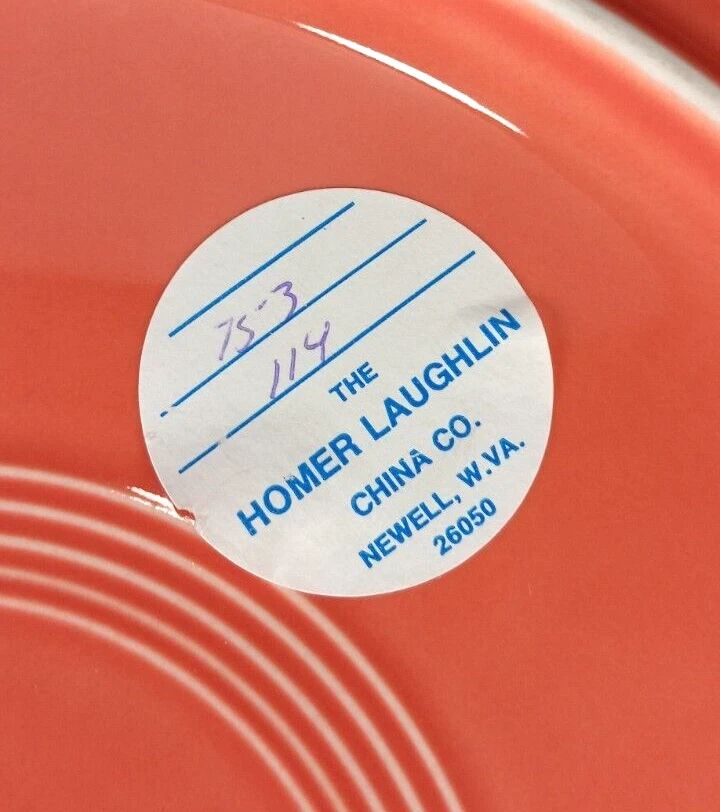 75-3
114
THE
HOMER LAUGHLIN
CHINA CO.
NEWELL, W.VA.
26050